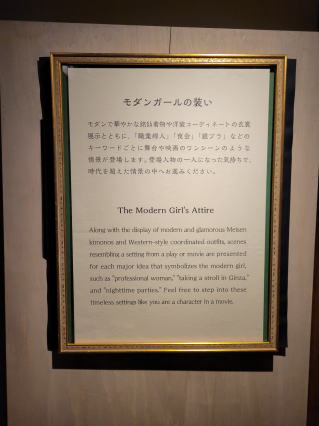 モダンガールの装い
モダンで華やかな銘仙着物や洋装コーディネートの衣裳
展示とともに、「職業婦人」「夜会」「銀ブラ」などの
キーワードごとに舞台や映画のワンシーンのような
情景が登場します。登場人物の一人になった気持ちで、
時代を超えた情景の中へお進みください。
The Modern Girl's Attire
Along with the display of modern and glamorous Meisen
kimonos and Western-style coordinated outfits, scenes
resembling a setting from a play or movie are presented
for each major idea that symbolizes the modern girl,
such as "professional woman," "taking a stroll in Ginza,"
and "nighttime parties." Feel free to step into these
timeless settings like you are a character in a movie.